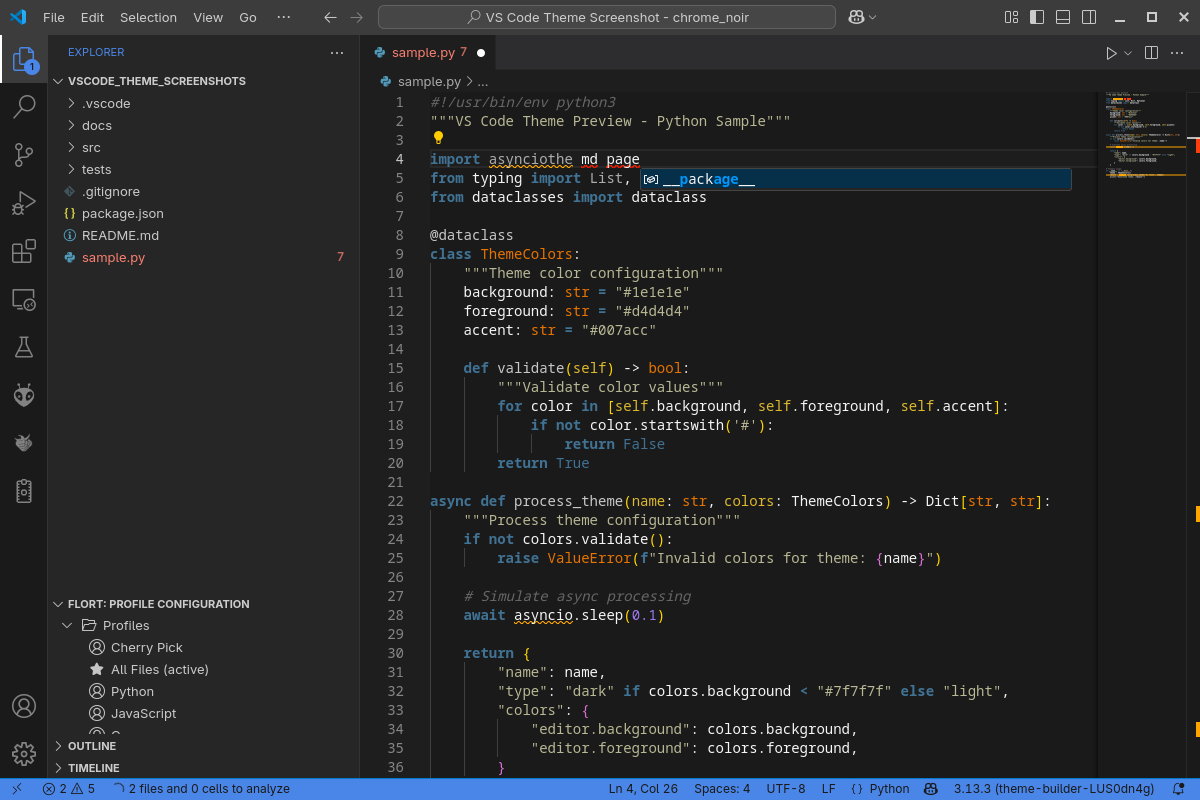 File Edit Selection View Go ···
VS Code Theme Screenshot - chrome_noir
EXPLORER
1
VSCODE_THEME_SCREENSHOTS
.vscode
docs
src
tests
.gitignore
package.json
README.md
sample.py 7
FLORT: PROFILE CONFIGURATION
Profiles
Cherry Pick
All Files (active)
Python
JavaScript
OUTLINE
TIMELINE
sample.py 7
sample.py > ...
1 #!/usr/bin/env python3
2 """VS Code Theme Preview - Python Sample"""
3
4 import asynciothe md page
5 from typing import List,
__package__
6 from dataclasses import dataclass
7
8 @dataclass
9 class ThemeColors:
10 """Theme color configuration"""
11 background: str = "#1e1e1e"
12 foreground: str = "#d4d4d4"
13 accent: str = "#007acc"
14
15 def validate(self) -> bool:
16 """Validate color values"""
17 for color in [self.background, self.foreground, self.accent]:
18 if not color.startswith('#'):
19 return False
20 return True
21
22 async def process_theme(name: str, colors: ThemeColors) -> Dict[str, str]:
23 """Process theme configuration"""
24 if not colors.validate():
25 raise ValueError(f"Invalid colors for theme: {name}")
26
27 # Simulate async processing
28 await asyncio.sleep(0.1)
29
30 return {
31 "name": name,
32 "type": "dark" if colors.background < "#7f7f7f" else "light",
33 "colors": {
34 "editor.background": colors.background,
35 "editor.foreground": colors.foreground,
36 }
2 5 2 files and 0 cells to analyze
Ln 4, Col 26 Spaces: 4 UTF-8 LF {} Python 3.13.3 (theme-builder-LUS0dn4g)